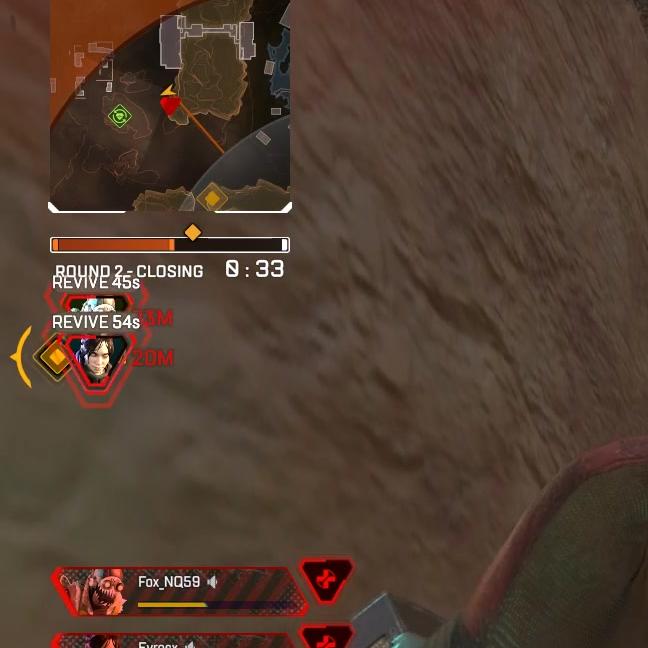 ROUND 2 - CLOSING 0:33
REVIVE 45s
REVIVE 54s
20M
Fox_NQ59